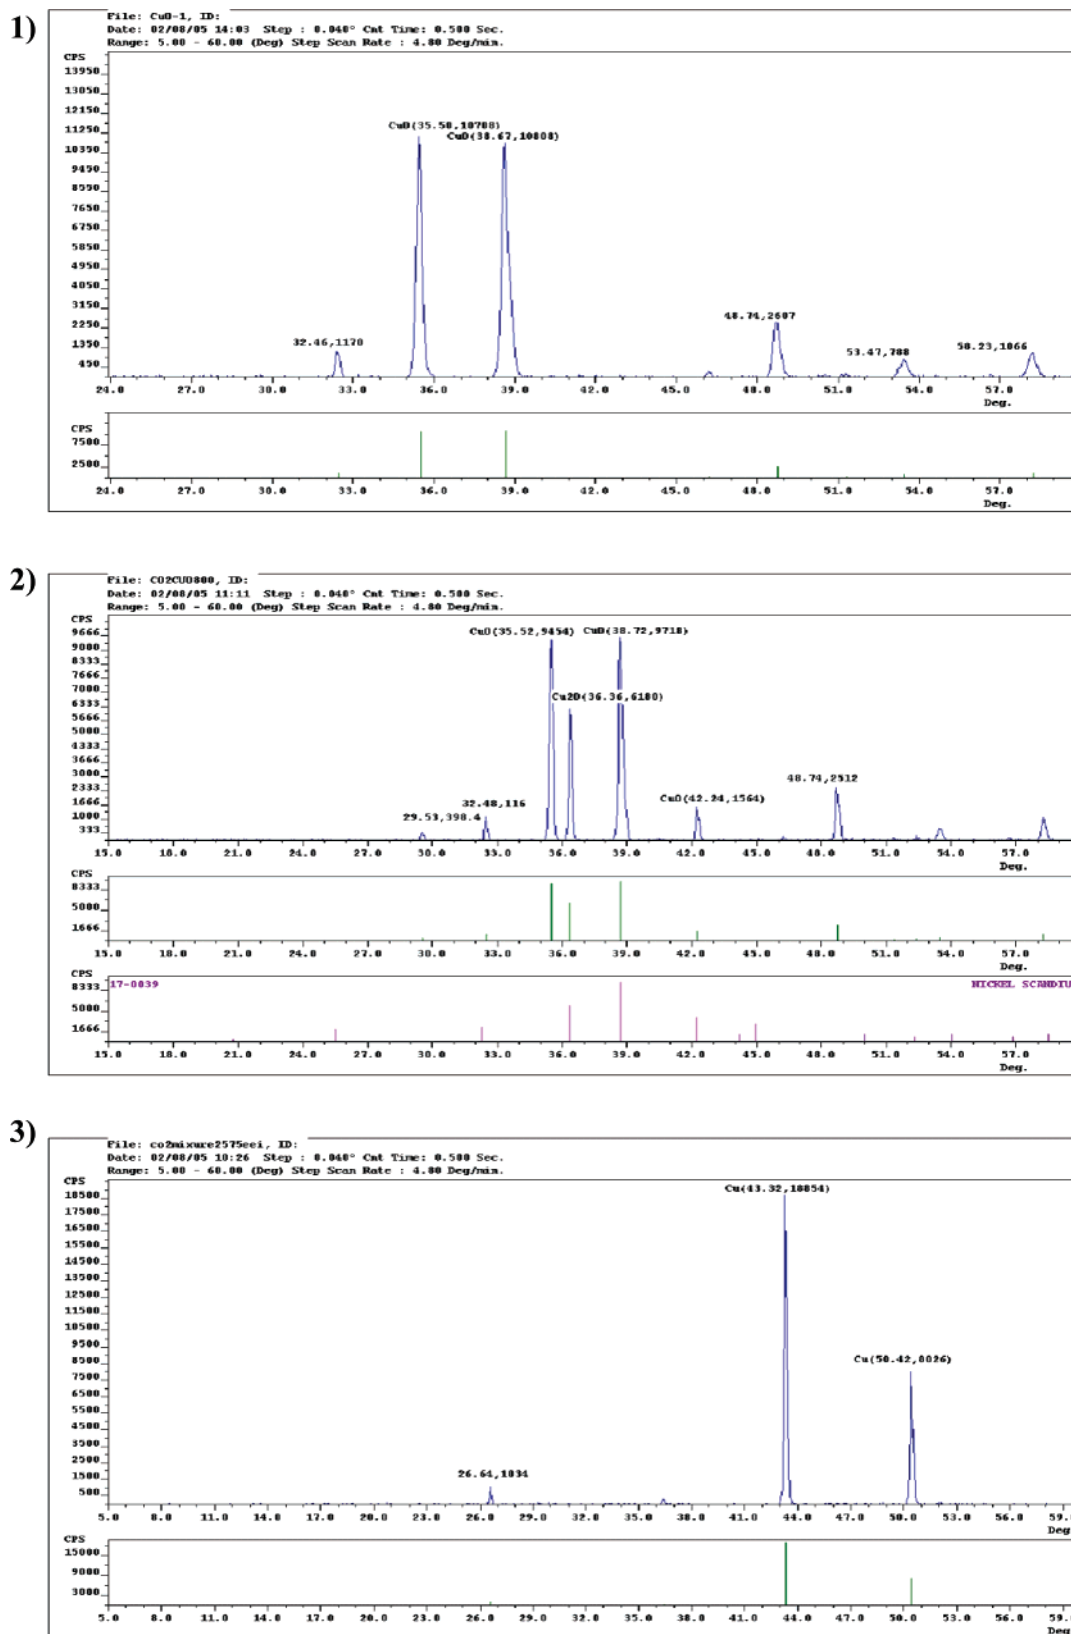 1)
File: CuO-1, ID:
Date: 02/08/05 14:03 Step : 0.040° Cnt Time: 0.500 Sec.
Range: 5.00 - 60.00 (Deg) Step Scan Rate : 4.80 Deg/min.
CPS
13950
13050
12150
11250
10350
9450
8550
7650
6750
5850
4950
4050
3150
2250
1350
450
CuO(35.50,10788)
CuO(38.67,10808)
32.46,1170
48.74,2607
53.47,788
58.23,1066
24.0 27.0 30.0 33.0 36.0 39.0 42.0 45.0 48.0 51.0 54.0 57.0
Deg.
CPS
7500
2500
24.0 27.0 30.0 33.0 36.0 39.0 42.0 45.0 48.0 51.0 54.0 57.0
Deg.
2)
File: CO2CUO800, ID:
Date: 02/08/05 11:11 Step : 0.040° Cnt Time: 0.500 Sec.
Range: 5.00 - 60.00 (Deg) Step Scan Rate : 4.80 Deg/min.
CPS
9666
9000
8333
7666
7000
6333
5666
5000
4333
3666
3000
2333
1666
1000
333
CuO(35.52,9454)
CuO(38.72,9718)
Cu2O(36.36,6180)
29.53,398.4
32.48,116
CuO(42.24,1564)
48.74,2512
15.0 18.0 21.0 24.0 27.0 30.0 33.0 36.0 39.0 42.0 45.0 48.0 51.0 54.0 57.0
Deg.
CPS
8333
5000
1666
15.0 18.0 21.0 24.0 27.0 30.0 33.0 36.0 39.0 42.0 45.0 48.0 51.0 54.0 57.0
Deg.
CPS
8333
5000
1666
17-0039 NICKEL SCANDIU
15.0 18.0 21.0 24.0 27.0 30.0 33.0 36.0 39.0 42.0 45.0 48.0 51.0 54.0 57.0
Deg.
3)
File: co2mixure2575eei, ID:
Date: 02/08/05 10:26 Step : 0.040° Cnt Time: 0.500 Sec.
Range: 5.00 - 60.00 (Deg) Step Scan Rate : 4.80 Deg/min.
CPS
18500
17500
16500
15500
14500
13500
12500
11500
10500
9500
8500
7500
6500
5500
4500
3500
2500
1500
500
Cu(43.32,18854)
Cu(50.42,8026)
26.64,1034
5.0 8.0 11.0 14.0 17.0 20.0 23.0 26.0 29.0 32.0 35.0 38.0 41.0 44.0 47.0 50.0 53.0 56.0 59.0
Deg
CPS
15000
9000
3000
5.0 8.0 11.0 14.0 17.0 20.0 23.0 26.0 29.0 32.0 35.0 38.0 41.0 44.0 47.0 50.0 53.0 56.0 59.0
Deg